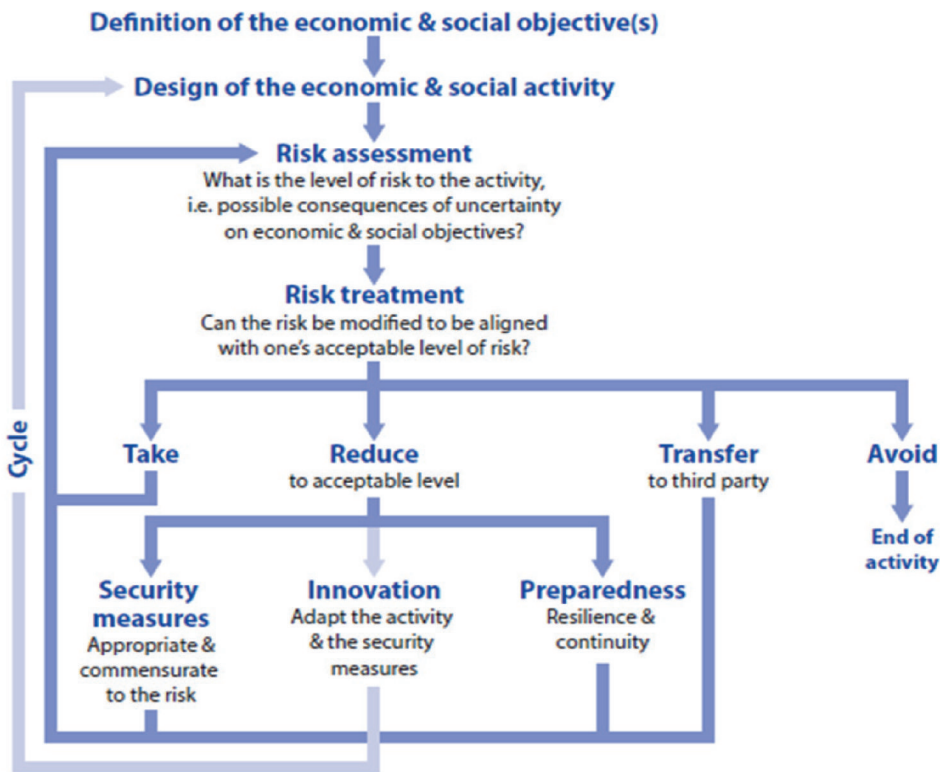 Definition of the economic & social objective(s)
Design of the economic & social activity
Risk assessment
What is the level of risk to the activity,
i.e. possible consequences of uncertainty
on economic & social objectives?
Risk treatment
Can the risk be modified to be aligned
with one's acceptable level of risk?
Cycle
Take
Reduce
to acceptable level
Transfer
to third party
Avoid
End of
activity
Security
measures
Appropriate &
commensurate
to the risk
Innovation
Adapt the activity
& the security
measures
Preparedness
Resilience &
continuity